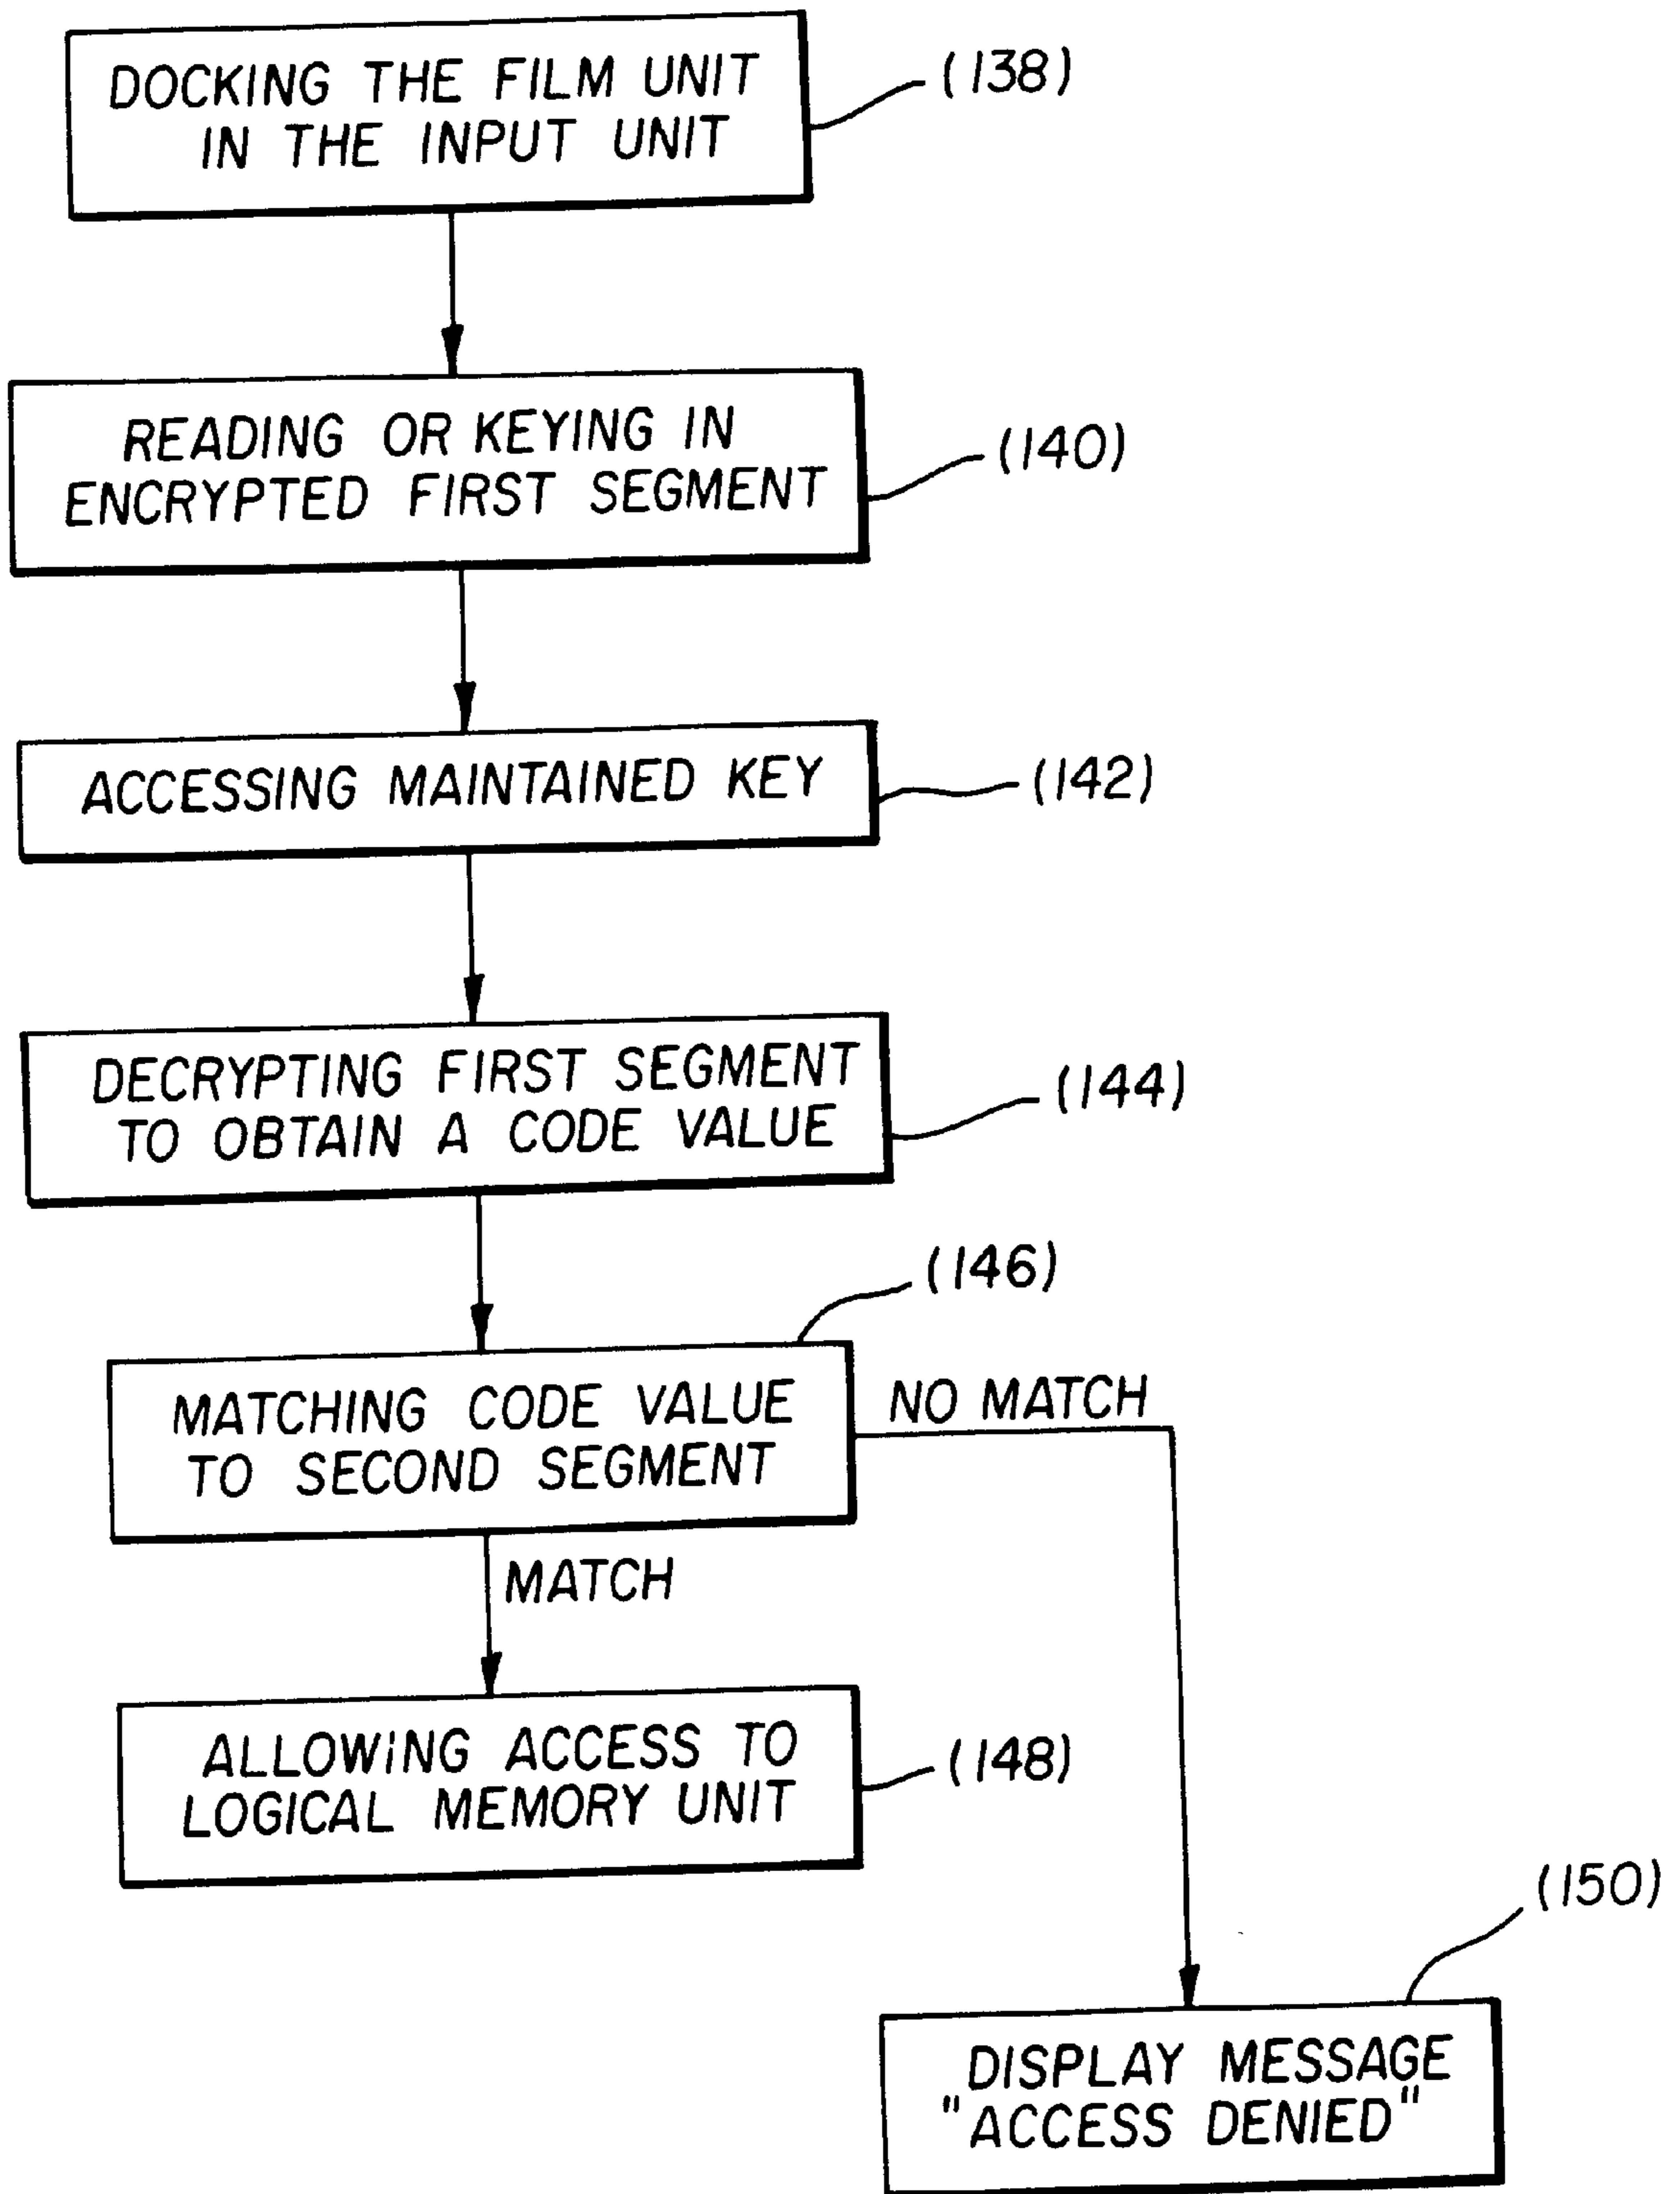 DOCKING THE FILM UNIT
IN THE INPUT UNIT
(138)
READING OR KEYING IN
ENCRYPTED FIRST SEGMENT
(140)
ACCESSING MAINTAINED KEY
(142)
DECRYPTING FIRST SEGMENT
TO OBTAIN A CODE VALUE
(144)
(146)
MATCHING CODE VALUE
TO SECOND SEGMENT
NO MATCH
MATCH
ALLOWING ACCESS TO
LOGICAL MEMORY UNIT
(148)
(150)
DISPLAY MESSAGE
"ACCESS DENIED"